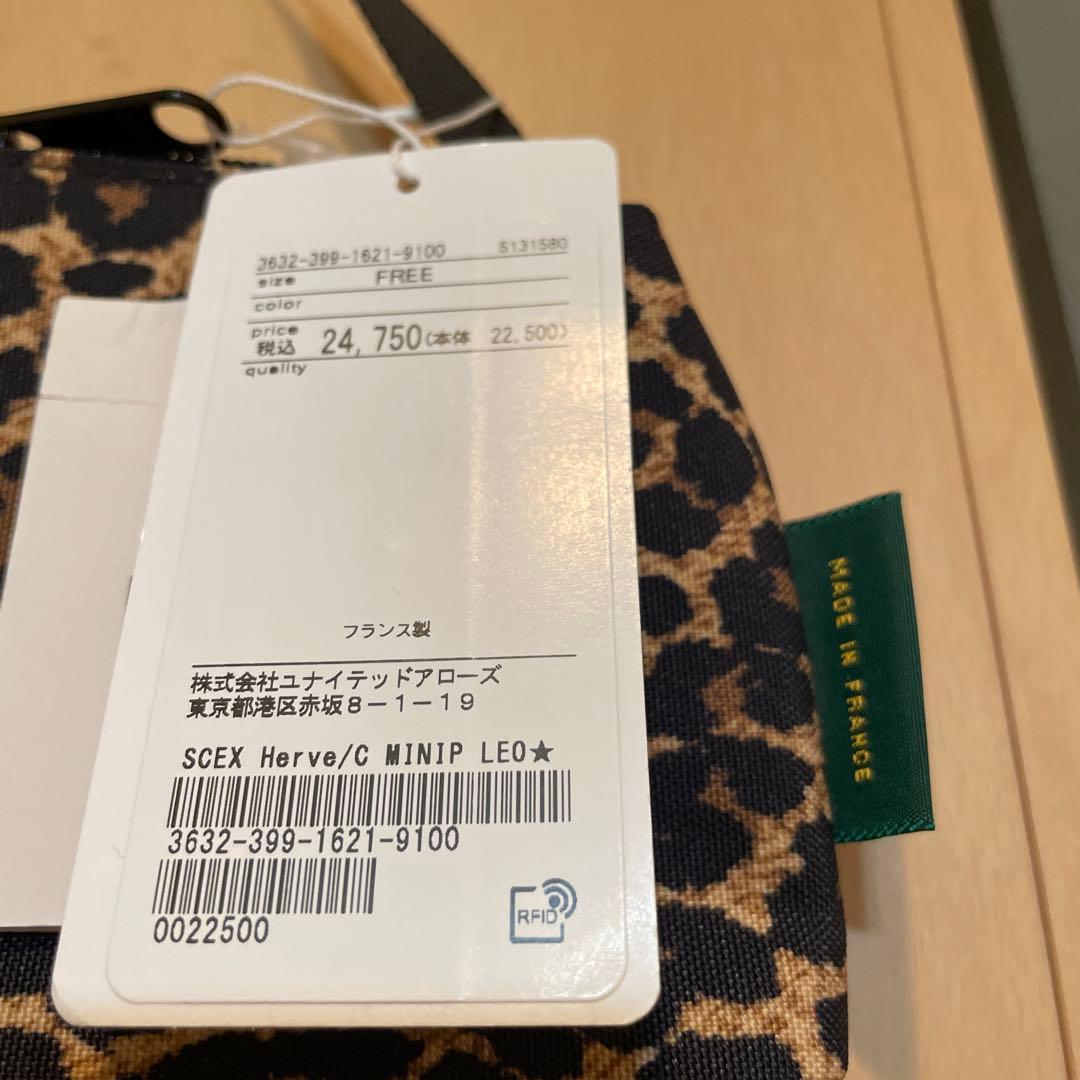 3632-399-1621-9100 5131580
size FREE
color
price
税込 24,750(本体 22,500)
quality
フランス製
株式会社ユナイテッドアローズ
東京都港区赤坂8-1-19
SCEX Herve/C MINIP LEO★
3632-399-1621-9100
0022500
RFID
MADE IN FRANCE